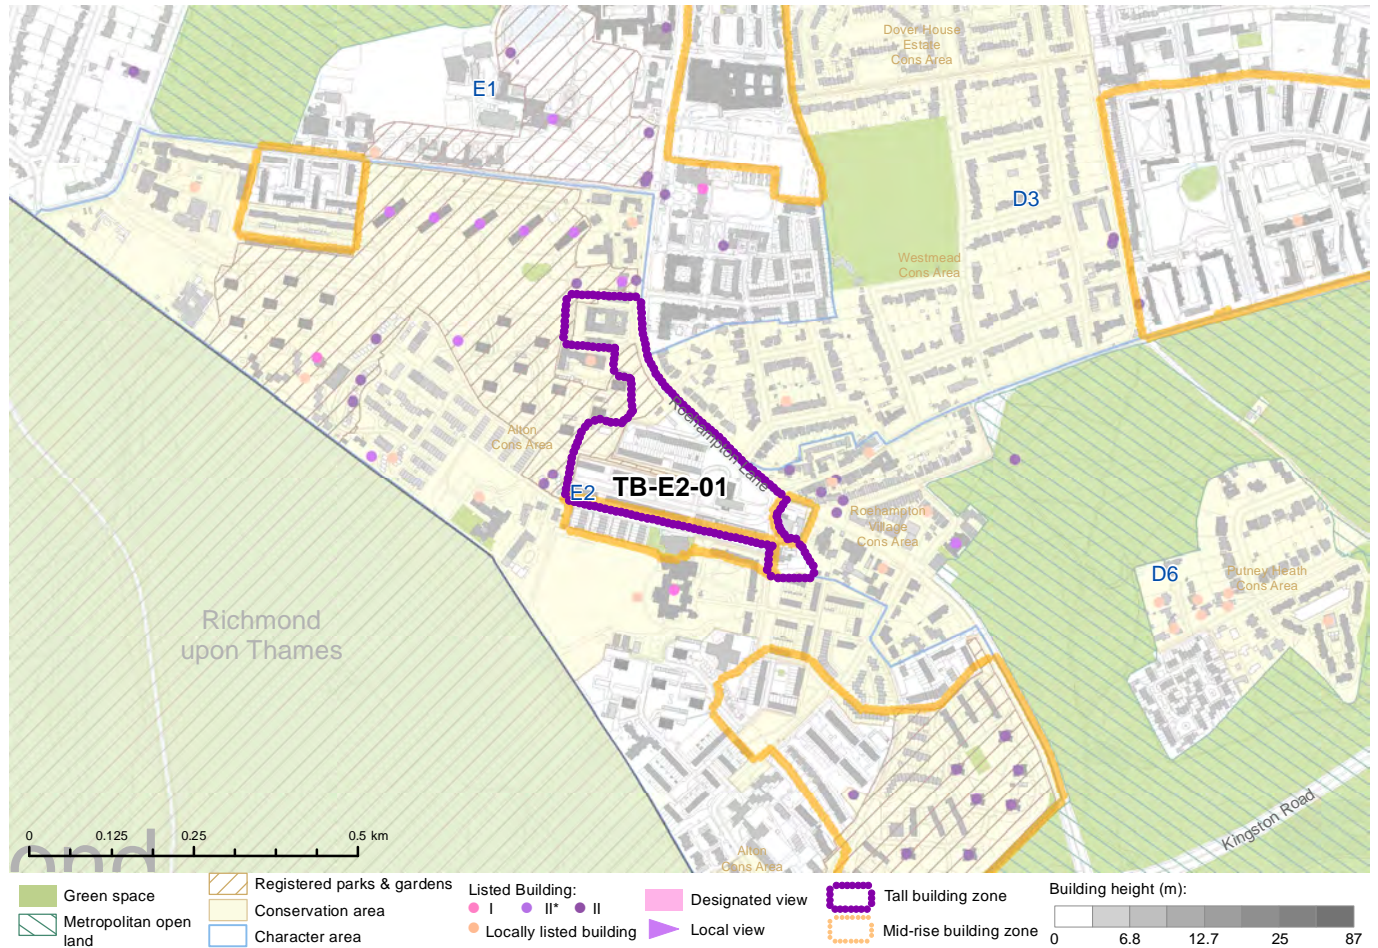 Dover House
Estate
Cons Area
E1
D3
Westmead
Cons Area
Roehampton Lane
Alton
Cons Area
E2
TB-E2-01
Roehampton
Village
Cons Area
D6
Putney Heath
Cons Area
Richmond
upon Thames
Kingston Road
Alton
Cons Area
ond
0
0.125
0.25
0.5 km
Green space
Metropolitan open
land
Registered parks & gardens
Conservation area
Character area
Listed Building:
I
II*
II
Locally listed building
Designated view
Local view
Tall building zone
Mid-rise building zone
Building height (m):
0
6.8
12.7
25
87